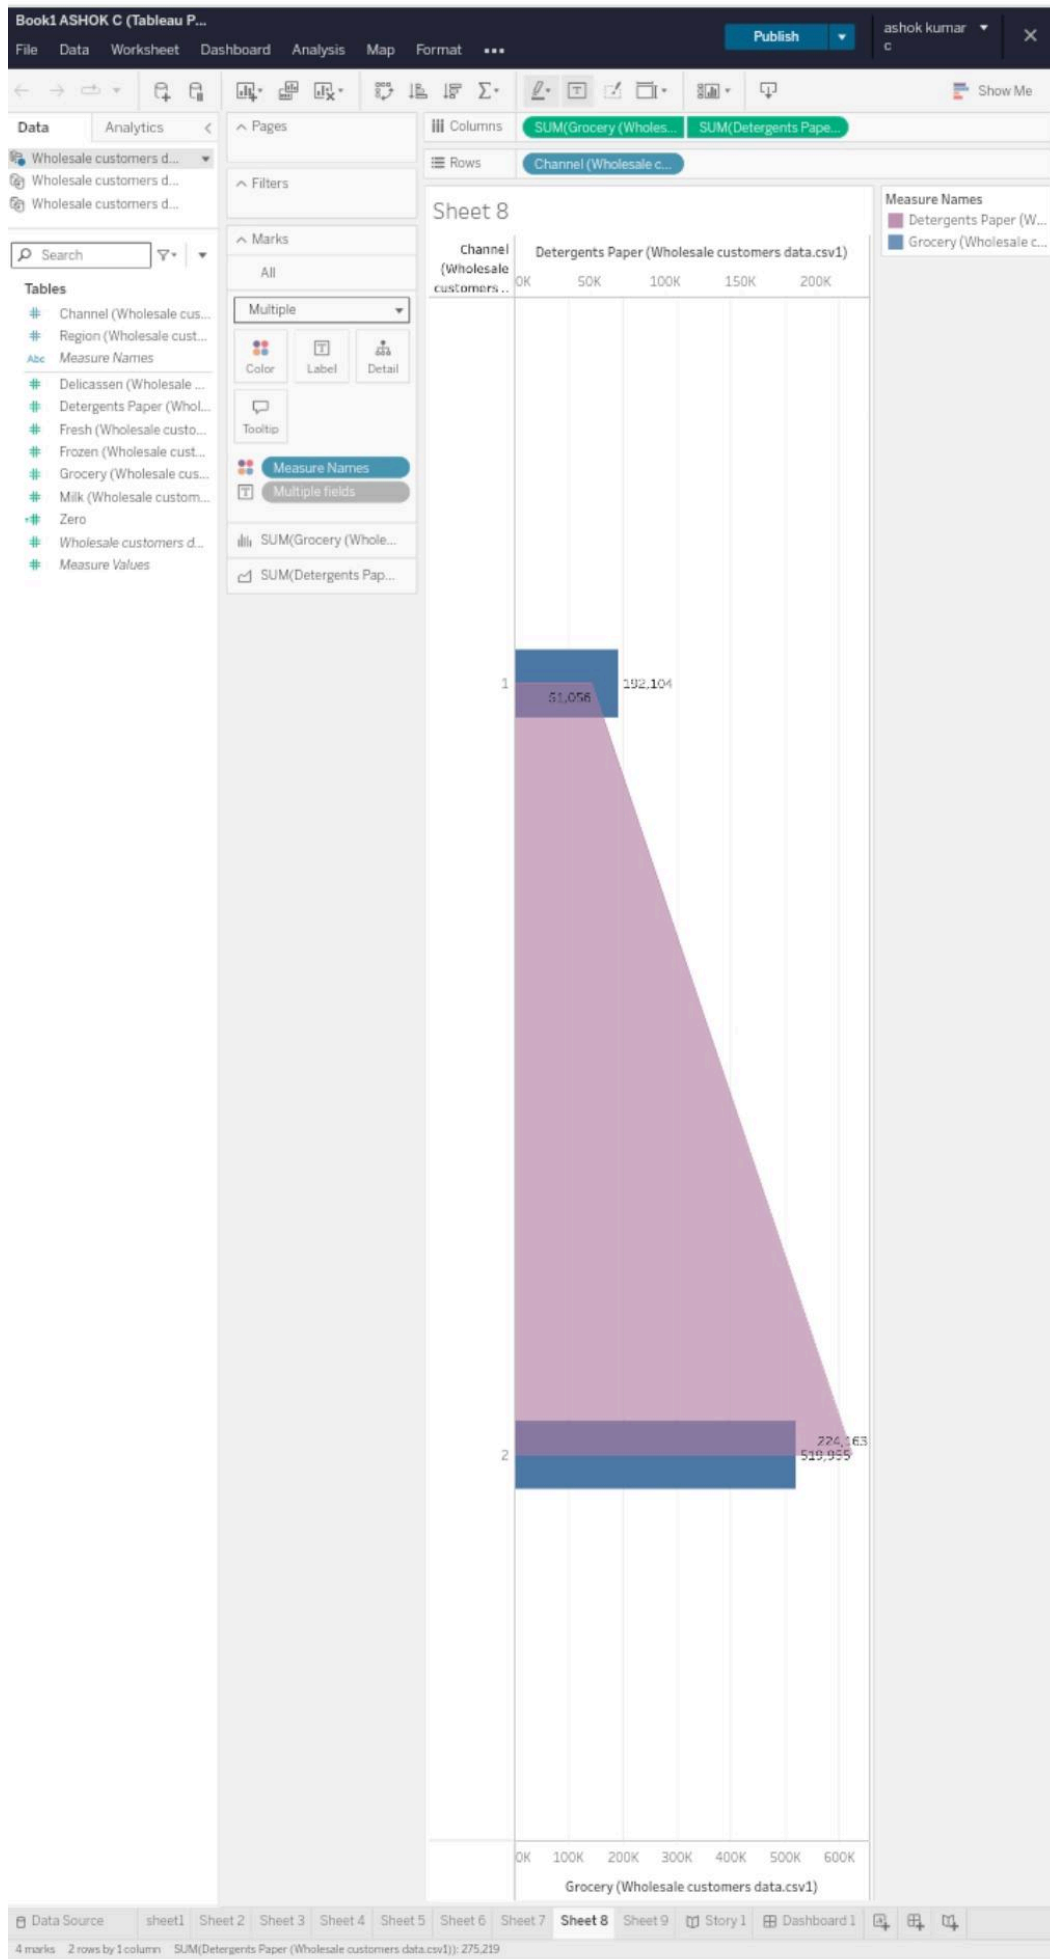 Book1 ASHOK C (Tableau P...
File Data Worksheet Dashboard Analysis Map Format •••
Publish
ashok kumar c
Show Me
Data Analytics
Wholesale customers d...
Wholesale customers d...
Wholesale customers d...
Search
Tables
Channel (Wholesale cus...
Region (Wholesale cust...
Abc Measure Names
Delicassen (Wholesale ...
Detergents Paper (Whol...
Fresh (Wholesale custo...
Frozen (Wholesale cust...
Grocery (Wholesale cus...
Milk (Wholesale custom...
Zero
Wholesale customers d...
Measure Values
Pages
Filters
Marks
All
Multiple
Color Label Detail
Tooltip
Measure Names
Multiple fields
SUM(Grocery (Whole...
SUM(Detergents Pap...
Columns SUM(Grocery (Wholes... SUM(Detergents Pape...
Rows Channel (Wholesale c...
Sheet 8
Channel
(Wholesale
customers ..
Detergents Paper (Wholesale customers data.csv1)
0K 50K 100K 150K 200K
1 51,056 192,104
224,163
2 519,995
0K 100K 200K 300K 400K 500K 600K
Grocery (Wholesale customers data.csv1)
Measure Names
Detergents Paper (W...
Grocery (Wholesale c...
Data Source sheet1 Sheet 2 Sheet 3 Sheet 4 Sheet 5 Sheet 6 Sheet 7 Sheet 8 Sheet 9 Story 1 Dashboard 1
4 marks 2 rows by 1 column SUM(Detergents Paper (Wholesale customers data.csv1)): 275,219